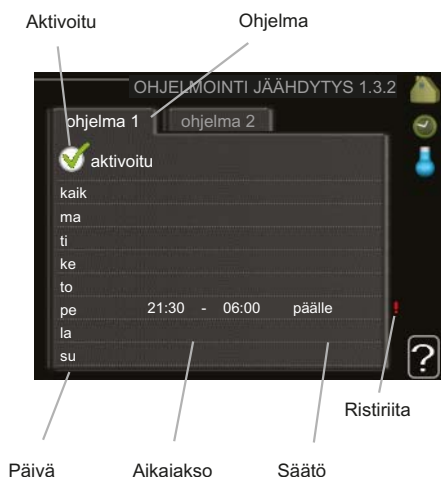 Aktivoitu Ohjelma
OHJELMOINTI JÄÄHDYTYS 1.3.2
ohjelma 1 ohjelma 2
aktivoitu
kaik
ma
ti
ke
to
pe 21:30 - 06:00 päälle !
la
su
?
Ristiriita
Päivä Aikajakso Säätö